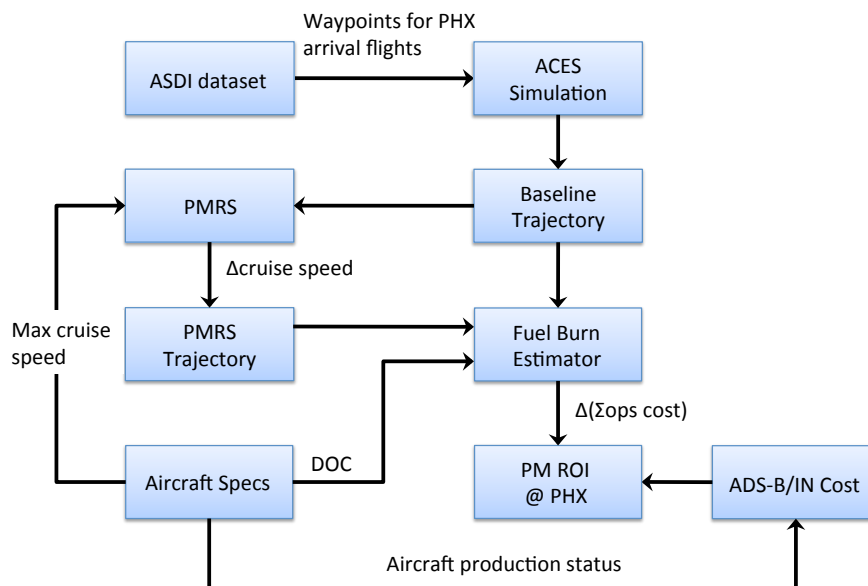 Waypoints for PHX
arrival flights
ASDI dataset
ACES
Simulation
PMRS
Baseline
Trajectory
Δcruise speed
Max cruise
speed
PMRS
Trajectory
Fuel Burn
Estimator
Δ(Σops cost)
Aircraft Specs
DOC
PM ROI
@ PHX
ADS-B/IN Cost
Aircraft production status